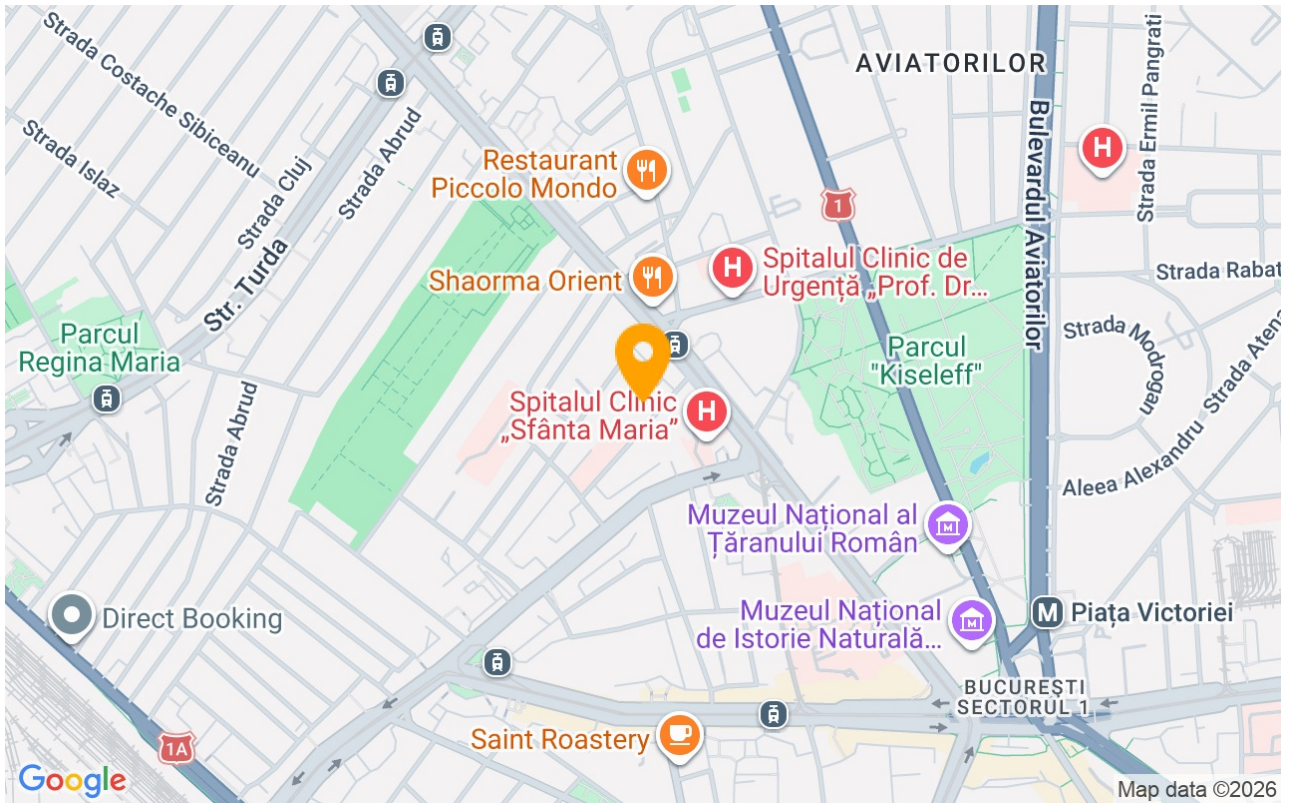 Strada Costache Sibiceanu
Strada Islaz
Strada Cluj
Strada Abrud
Str. Turda
Restaurant
Piccolo Mondo
AVIATORILOR
Bulevardul Aviatorilor
Strada Ermil Pangrati
H
1
Shaorma Orient
H
Spitalul Clinic de
Urgență „Prof. Dr...
Strada Rabat
Parcul
Regina Maria
Parcul
"Kiseleff"
Strada Modrogan
Strada Atena
Strada Abrud
Spitalul Clinic
„Sfânta Maria”
H
Aleea Alexandru
Muzeul Național al
Țăranului Român
M
Direct Booking
Muzeul Național
de Istorie Naturală...
M
M
Piața Victoriei
BUCUREȘTI
SECTORUL 1
1A
Saint Roastery
Google
Map data ©2026